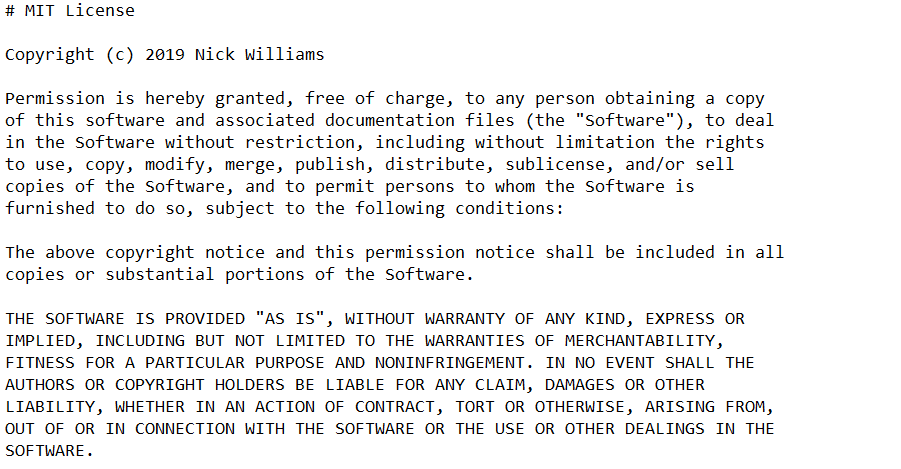 # MIT License
Copyright (c) 2019 Nick Williams
Permission is hereby granted, free of charge, to any person obtaining a copy
of this software and associated documentation files (the "Software"), to deal
in the Software without restriction, including without limitation the rights
to use, copy, modify, merge, publish, distribute, sublicense, and/or sell
copies of the Software, and to permit persons to whom the Software is
furnished to do so, subject to the following conditions:
The above copyright notice and this permission notice shall be included in all
copies or substantial portions of the Software.
THE SOFTWARE IS PROVIDED "AS IS", WITHOUT WARRANTY OF ANY KIND, EXPRESS OR
IMPLIED, INCLUDING BUT NOT LIMITED TO THE WARRANTIES OF MERCHANTABILITY,
FITNESS FOR A PARTICULAR PURPOSE AND NONINFRINGEMENT. IN NO EVENT SHALL THE
AUTHORS OR COPYRIGHT HOLDERS BE LIABLE FOR ANY CLAIM, DAMAGES OR OTHER
LIABILITY, WHETHER IN AN ACTION OF CONTRACT, TORT OR OTHERWISE, ARISING FROM,
OUT OF OR IN CONNECTION WITH THE SOFTWARE OR THE USE OR OTHER DEALINGS IN THE
SOFTWARE.